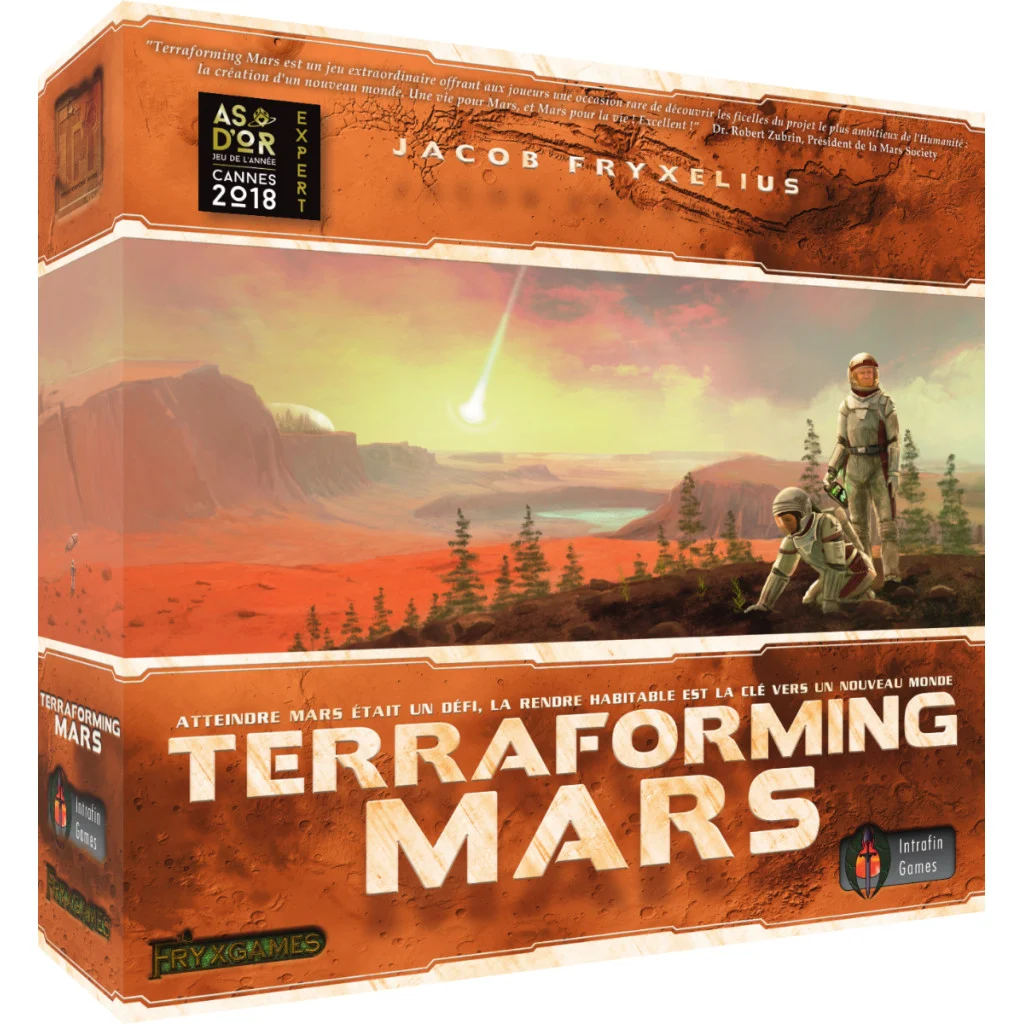 "Terraforming Mars est un jeu extraordinaire offrant aux joueurs une occasion rare de découvrir les ficelles du projet le plus ambitieux de l'Humanité :
la création d'un nouveau monde. Une vie pour Mars, et Mars pour la vie ! Excellent !" Dr. Robert Zubrin, Président de la Mars Society
AS
D'OR
JEU DE L'ANNÉE
CANNES
2018
EXPERT
JACOB FRYXELIUS
ATTEINDRE MARS ÉTAIT UN DÉFI, LA RENDRE HABITABLE EST LA CLÉ VERS UN NOUVEAU MONDE
TERRAFORMING
MARS
Intrafin
Games
FRYXGAMES
TERRAFORMING
MARS
Intrafin
Games
FRYXGAMES